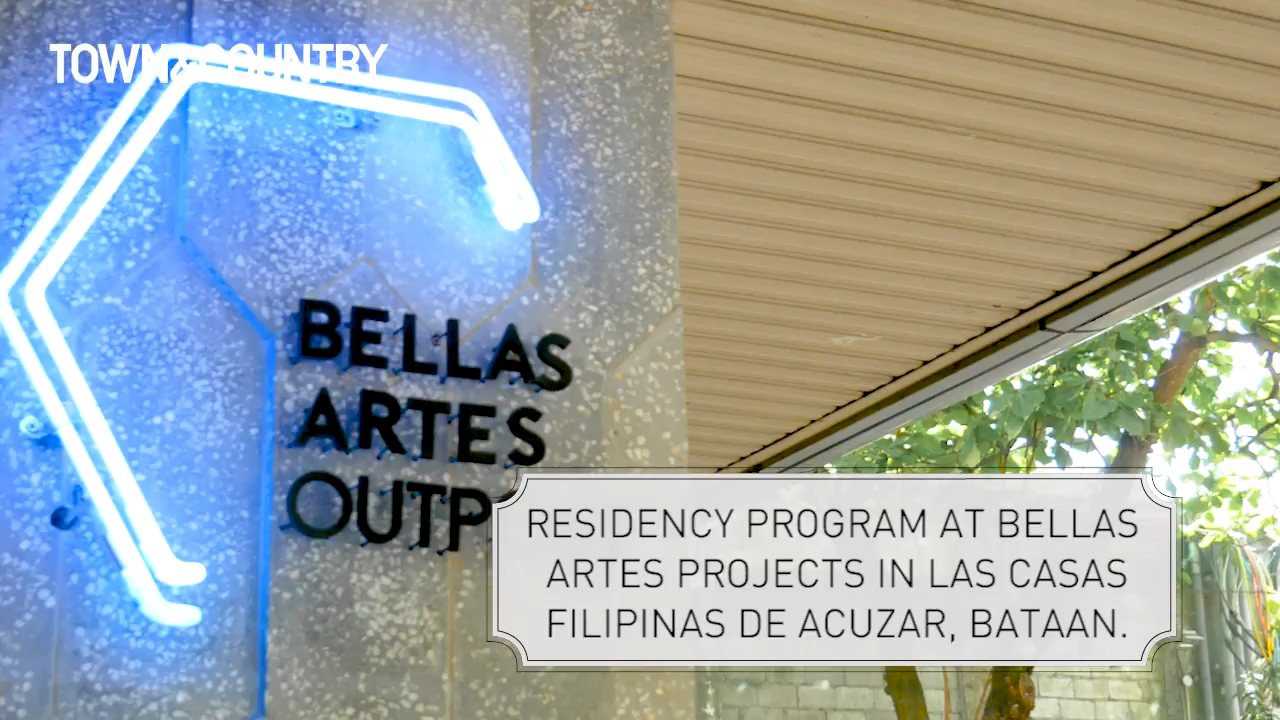 TOWN&COUNTRY
BELLAS
ARTES
OUTP
RESIDENCY PROGRAM AT BELLAS
ARTES PROJECTS IN LAS CASAS
FILIPINAS DE ACUZAR, BATAAN.